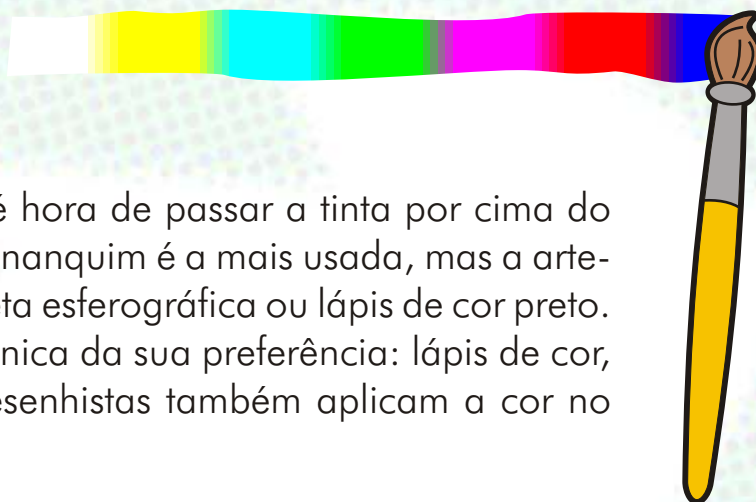 é hora de passar a tinta por cima do
nanquim é a mais usada, mas a arte-
ta esferográfica ou lápis de cor preto.
nica da sua preferência: lápis de cor,
esenhistas também aplicam a cor no